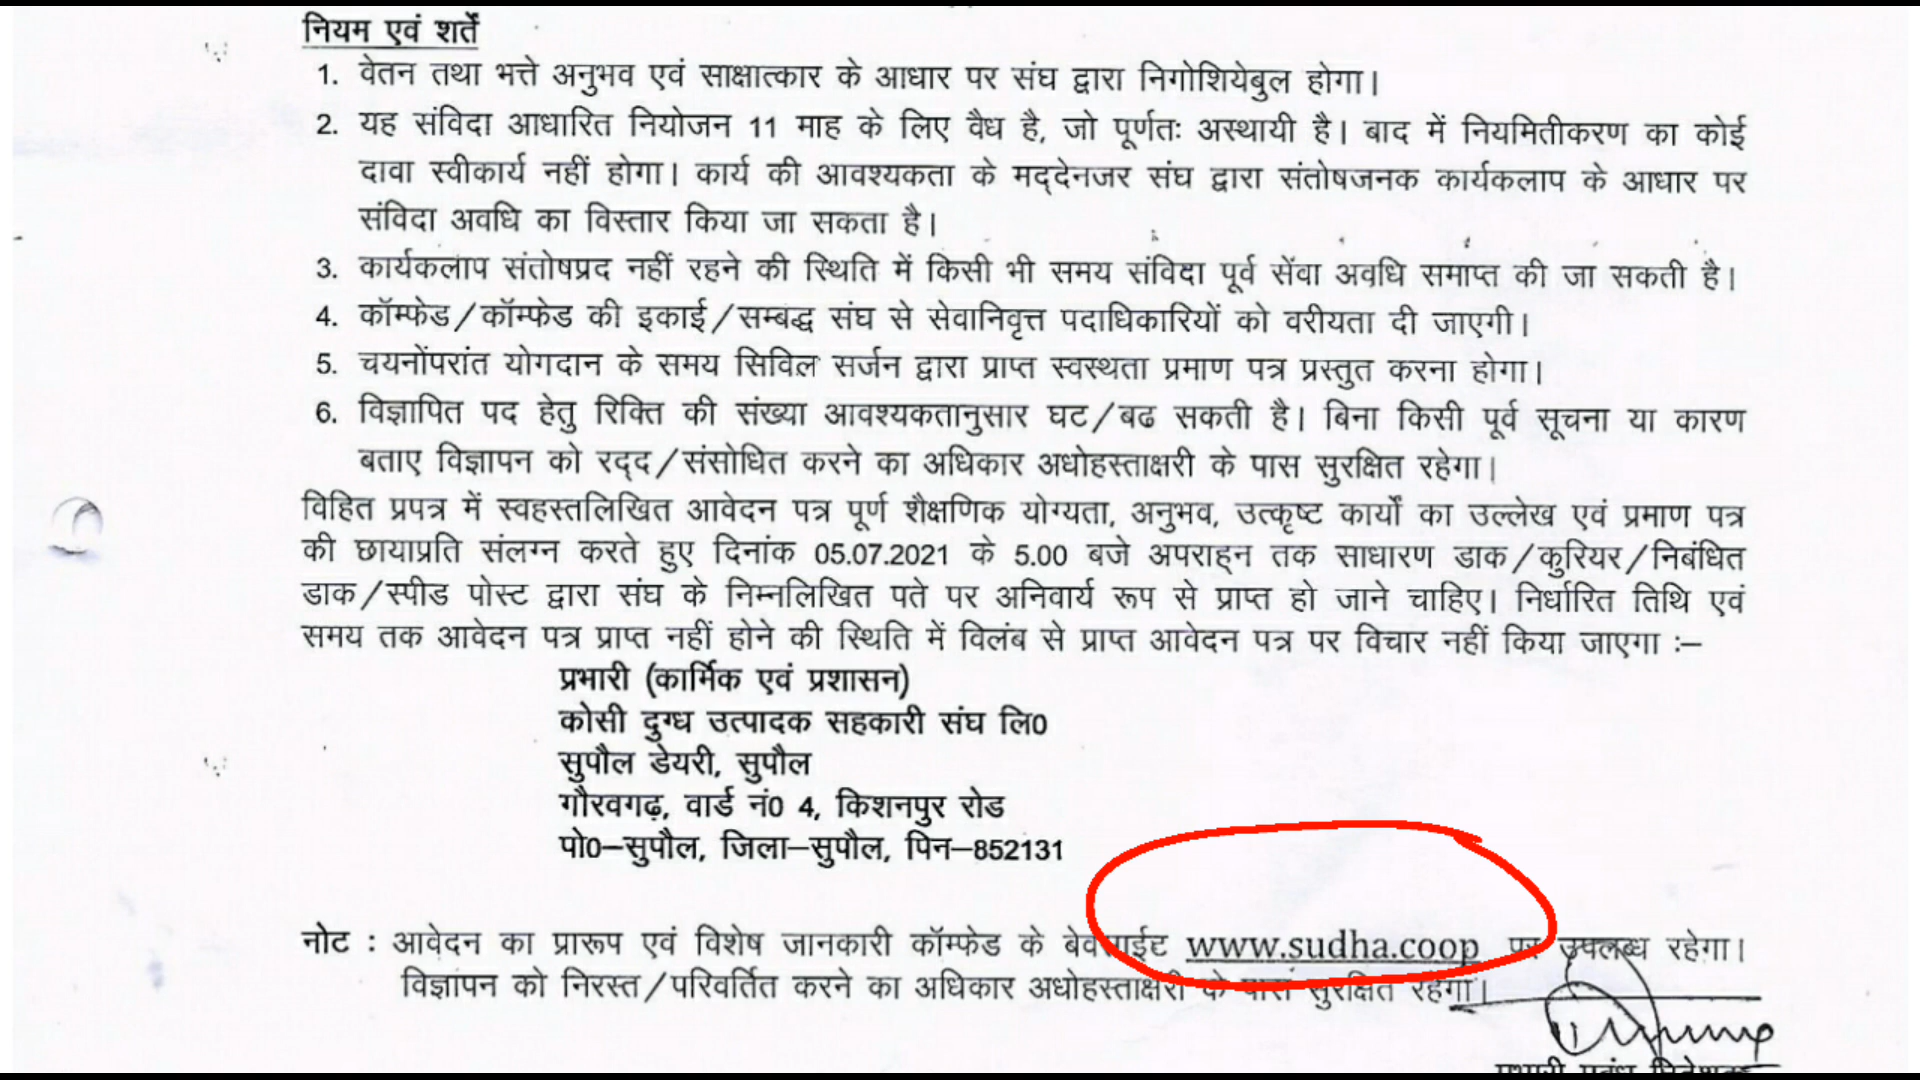 नियम एवं शर्ते
1. वेतन तथा भत्ते अनुभव एवं साक्षात्कार के आधार पर संघ द्वारा निगोशियेबुल होगा।
2. यह संविदा आधारित नियोजन 11 माह के लिए वैध है, जो पूर्णतः अस्थायी है। बाद में नियमितीकरण का कोई
दावा स्वीकार्य नहीं होगा। कार्य की आवश्यकता के मद्देनजर संघ द्वारा संतोषजनक कार्यकलाप के आधार पर
संविदा अवधि का विस्तार किया जा सकता है।
3. कार्यकलाप संतोषप्रद नहीं रहने की स्थिति में किसी भी समय संविदा पूर्व सेंवा अवधि समाप्त की जा सकती है।
4. कॉम्फेड/कॉम्फेड की इकाई/सम्बद्ध संघ से सेवानिवृत्त पदाधिकारियों को वरीयता दी जाएगी।
5. चयनोंपरांत योगदान के समय सिविल सर्जन द्वारा प्राप्त स्वस्थता प्रमाण पत्र प्रस्तुत करना होगा।
6. विज्ञापित पद हेतु रिक्ति की संख्या आवश्यकतानुसार घट/बढ सकती है। बिना किसी पूर्व सूचना या कारण
बताए विज्ञापन को रद्द/संसोधित करने का अधिकार अधोहस्ताक्षरी के पास सुरक्षित रहेगा।
विहित प्रपत्र में स्वहस्तलिखित आवेदन पत्र पूर्ण शैक्षणिक योग्यता, अनुभव, उत्कृष्ट कार्यों का उल्लेख एवं प्रमाण पत्र
की छायाप्रति संलग्न करते हुए दिनांक 05.07.2021 के 5.00 बजे अपराह्न तक साधारण डाक/कुरियर/निबंधित
डाक/स्पीड पोस्ट द्वारा संघ के निम्नलिखित पते पर अनिवार्य रूप से प्राप्त हो जाने चाहिए। निर्धारित तिथि एवं
समय तक आवेदन पत्र प्राप्त नहीं होने की स्थिति में विलंब से प्राप्त आवेदन पत्र पर विचार नहीं किया जाएगा :–
प्रभारी (कार्मिक एवं प्रशासन)
कोसी दुग्ध उत्पादक सहकारी संघ लि0
सुपौल डेयरी, सुपौल
गौरवगढ़, वार्ड नं0 4, किशनपुर रोड
पो0–सुपौल, जिला–सुपौल, पिन–852131
नोट : आवेदन का प्रारूप एवं विशेष जानकारी कॉम्फेड के www.sudha.coop पर उपलब्ध रहेगा।
विज्ञापन को निरस्त/परिवर्तित करने का अधिकार अधोहस्ताक्षरी के पास सुरक्षित रहेगा।